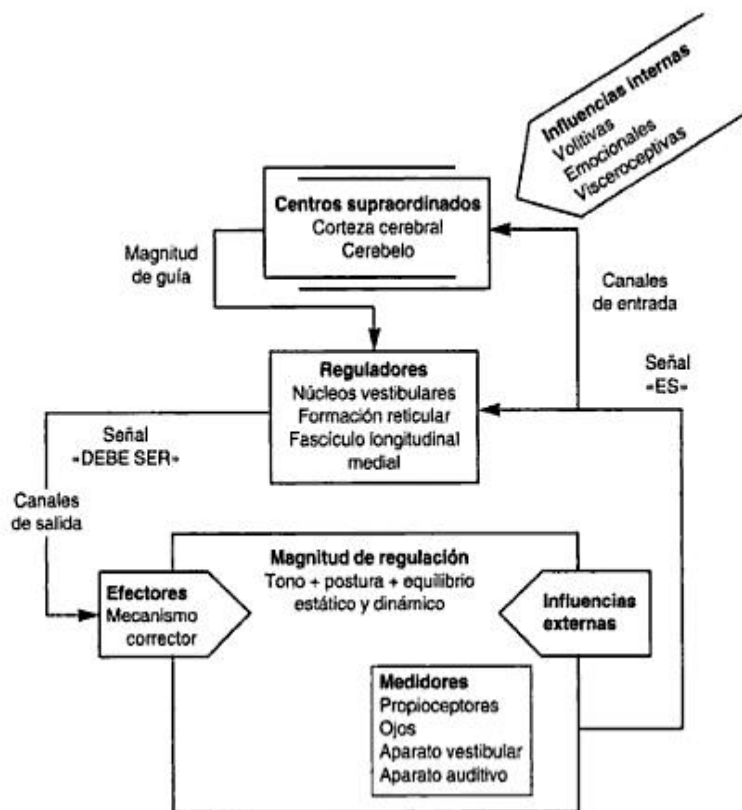 Influencias internas
Volitivas
Emocionales
Visceroceptivas
Centros supraordinados
Corteza cerebral
Cerebelo
Magnitud
de guía
Canales
de entrada
Señal
«ES»
Reguladores
Núcleos vestibulares
Formación reticular
Fascículo longitudinal
medial
Señal
«DEBE SER»
Canales
de salida
Magnitud de regulación
Tono + postura + equilibrio
estático y dinámico
Efectores
Mecanismo
corrector
Influencias
externas
Medidores
Propioceptores
Ojos
Aparato vestibular
Aparato auditivo